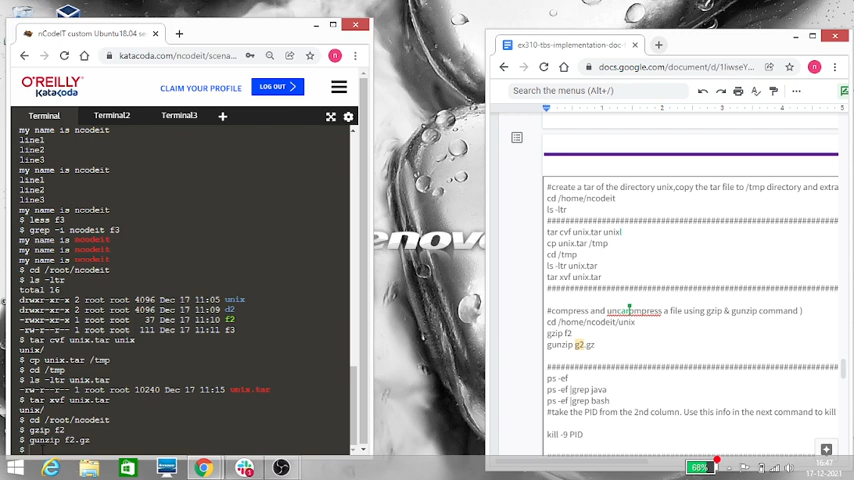 nCodeIT custom Ubuntu18.04 se
katacoda.com/ncodeit/scena
O'REILLY
Katacoda
CLAIM YOUR PROFILE
LOG OUT
Terminal
Terminal2
Terminal3
my name is ncodeit
line1
line2
line3
my name is ncodeit
line1
line2
line3
my name is ncodeit
$ less f3
$ grep -i ncodeit f3
my name is ncodeit
my name is ncodeit
my name is ncodeit
$ cd /root/ncodeit
$ ls -ltr
total 16
drwxr-xr-x 2 root root 4096 Dec 17 11:05 unix
drwxr-xr-x 2 root root 4096 Dec 17 11:09 d2
-rwxr-xr-x 1 root root   37 Dec 17 11:10 f2
-rw-r--r-- 1 root root  111 Dec 17 11:11 f3
$ tar cvf unix.tar unix
unix/
$ cp unix.tar /tmp
$ cd /tmp
$ ls -ltr unix.tar
-rw-r--r-- 1 root root 10240 Dec 17 11:15 unix.tar
$ tar xvf unix.tar
unix/
$ cd /root/ncodeit
$ gzip f2
$ gunzip f2.gz
$
ex310-tbs-implementation-doc-
docs.google.com/document/d/1liwseY
Search the menus (Alt+/)
1
2
3
4
5
#create a tar of the directory unix,copy the tar file to /tmp directory and extra
cd /home/ncodeit
ls -ltr
tar cvf unix.tar unix
cp unix.tar /tmp
cd /tmp
ls -ltr unix.tar
tar xvf unix.tar
#compress and uncarompress a file using gzip & gunzip command )
cd /home/ncodeit/unix
gzip f2
gunzip g2.gz
ps -ef
ps -ef |grep java
ps -ef |grep bash
#take the PID from the 2nd column. Use this info in the next command to kill
kill -9 PID
68%
16:47
17-12-2021